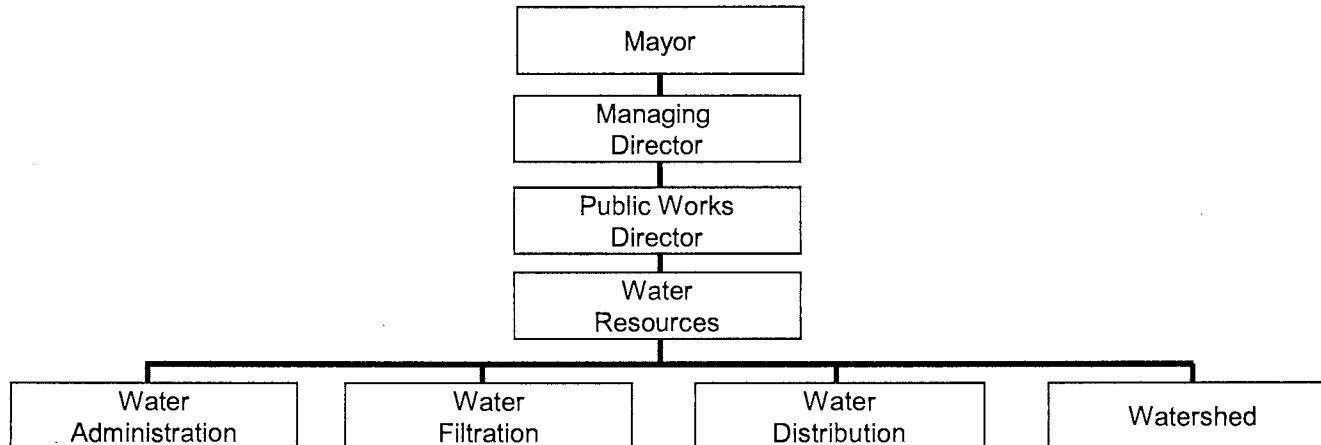 Mayor
Managing
Director
Public Works
Director
Water
Resources
Water
Administration
Water
Filtration
Water
Distribution
Watershed